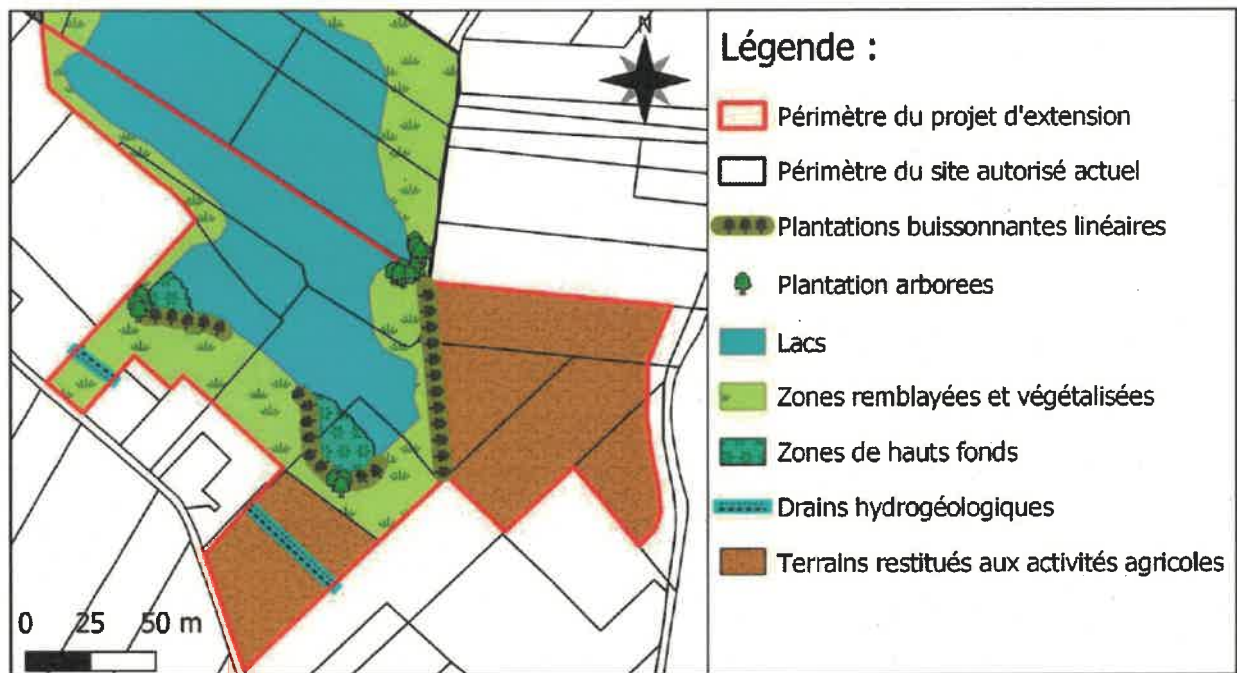 N
0 25 50 m
Légende :
Périmètre du projet d'extension
Périmètre du site autorisé actuel
Plantations buissonnantes linéaires
Plantation arborees
Lacs
Zones remblayées et végétalisées
Zones de hauts fonds
Drains hydrogéologiques
Terrains restitués aux activités agricoles